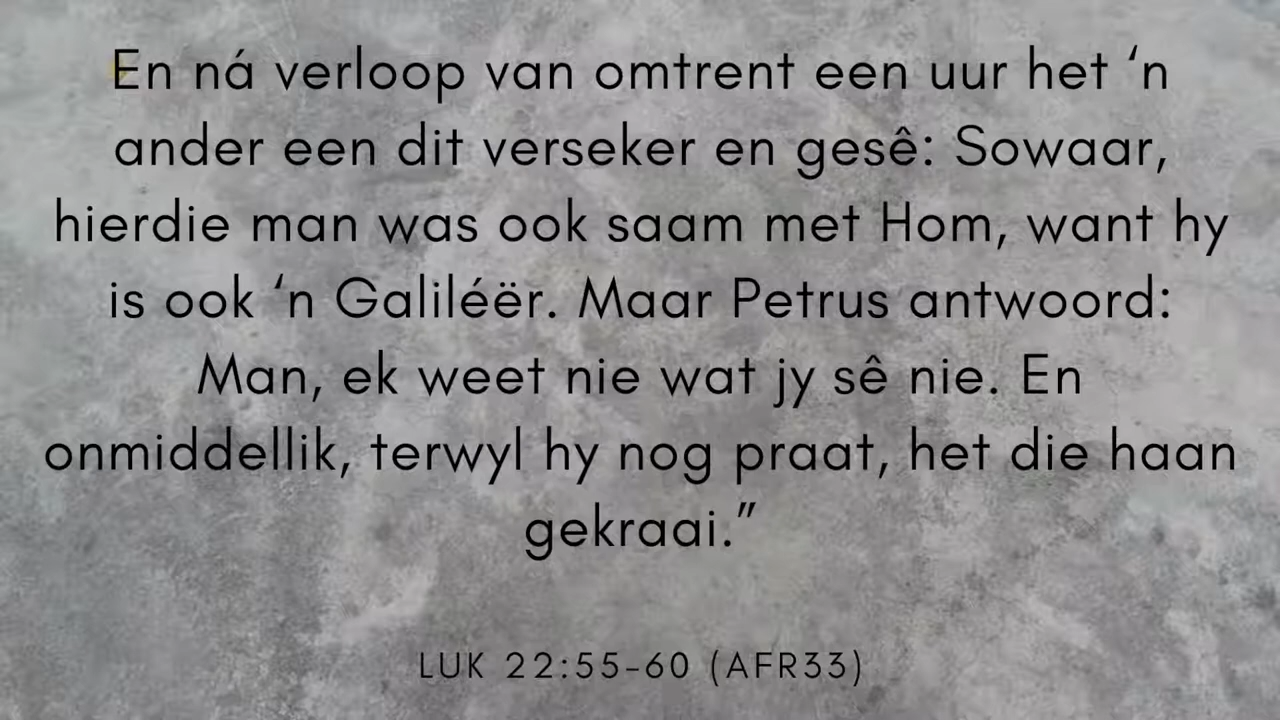 En ná verloop van omtrent een uur het ‘n
ander een dit verseker en gesê: Sowaar,
hierdie man was ook saam met Hom, want hy
is ook ‘n Galiléër. Maar Petrus antwoord:
Man, ek weet nie wat jy sê nie. En
onmiddellik, terwyl hy nog praat, het die haan
gekraai.”
LUK 22:55-60 (AFR33)